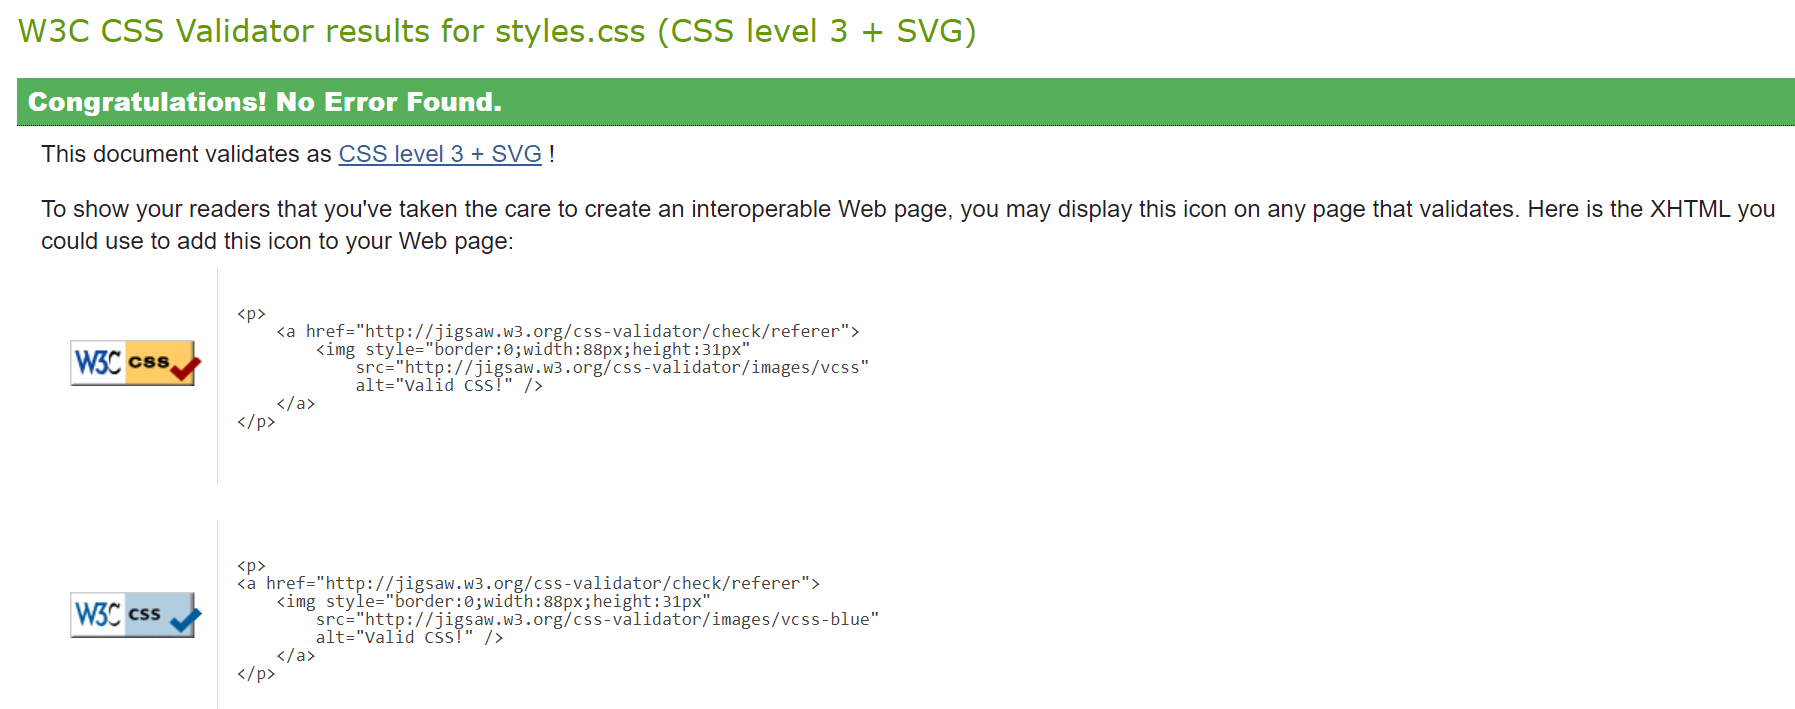 W3C CSS Validator results for styles.css (CSS level 3 + SVG)
Congratulations! No Error Found.
This document validates as CSS level 3 + SVG !
To show your readers that you've taken the care to create an interoperable Web page, you may display this icon on any page that validates. Here is the XHTML you
could use to add this icon to your Web page:
W3C css
<p>
<a href="http://jigsaw.w3.org/css-validator/check/referer">
<img style="border:0;width:88px;height:31px"
src="http://jigsaw.w3.org/css-validator/images/vcss"
alt="Valid CSS!" />
</a>
</p>
W3C css
<p>
<a href="http://jigsaw.w3.org/css-validator/check/referer">
<img style="border:0;width:88px;height:31px"
src="http://jigsaw.w3.org/css-validator/images/vcss-blue"
alt="Valid CSS!" />
</a>
</p>